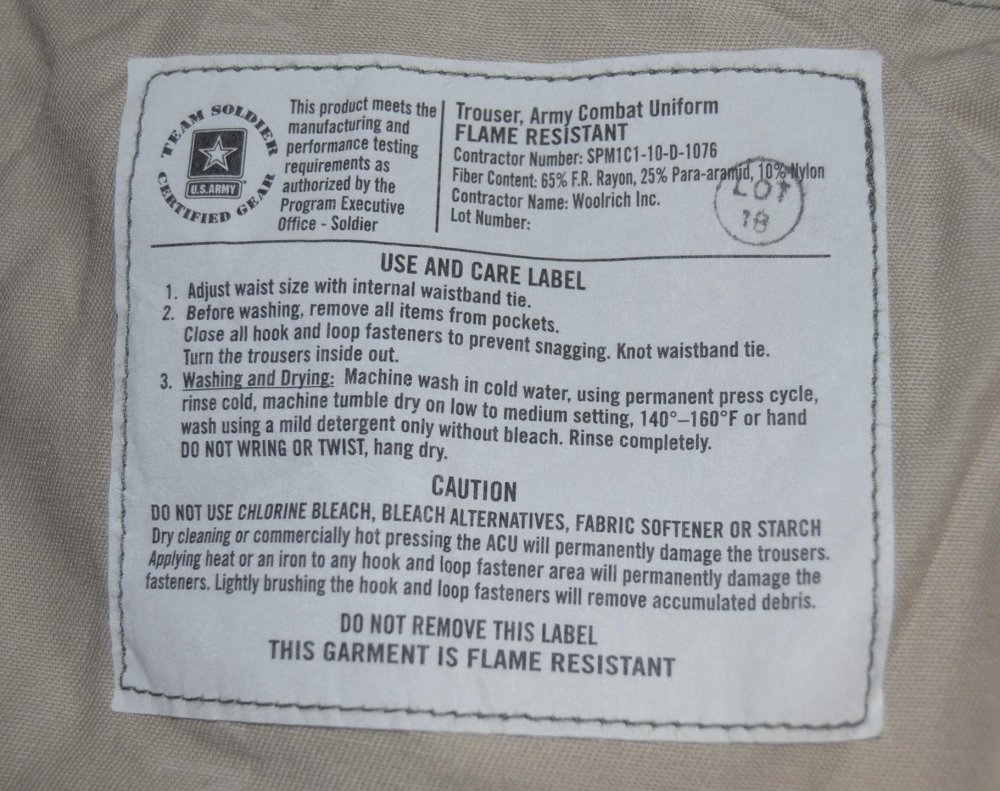 TEAM SOLDIER
U.S.ARMY
CERTIFIED GEAR
This product meets the
manufacturing and
performance testing
requirements as
authorized by the
Program Executive
Office - Soldier
Trouser, Army Combat Uniform
FLAME RESISTANT
Contractor Number: SPM1C1-10-D-1076
Fiber Content: 65% F.R. Rayon, 25% Para-aramid, 10% Nylon
Contractor Name: Woolrich Inc.
Lot Number:
LOT
18
USE AND CARE LABEL
1. Adjust waist size with internal waistband tie.
2. Before washing, remove all items from pockets.
Close all hook and loop fasteners to prevent snagging. Knot waistband tie.
Turn the trousers inside out.
3. Washing and Drying: Machine wash in cold water, using permanent press cycle,
rinse cold, machine tumble dry on low to medium setting, 140°–160°F or hand
wash using a mild detergent only without bleach. Rinse completely.
DO NOT WRING OR TWIST, hang dry.
CAUTION
DO NOT USE CHLORINE BLEACH, BLEACH ALTERNATIVES, FABRIC SOFTENER OR STARCH
Dry cleaning or commercially hot pressing the ACU will permanently damage the trousers.
Applying heat or an iron to any hook and loop fastener area will permanently damage the
fasteners. Lightly brushing the hook and loop fasteners will remove accumulated debris.
DO NOT REMOVE THIS LABEL
THIS GARMENT IS FLAME RESISTANT